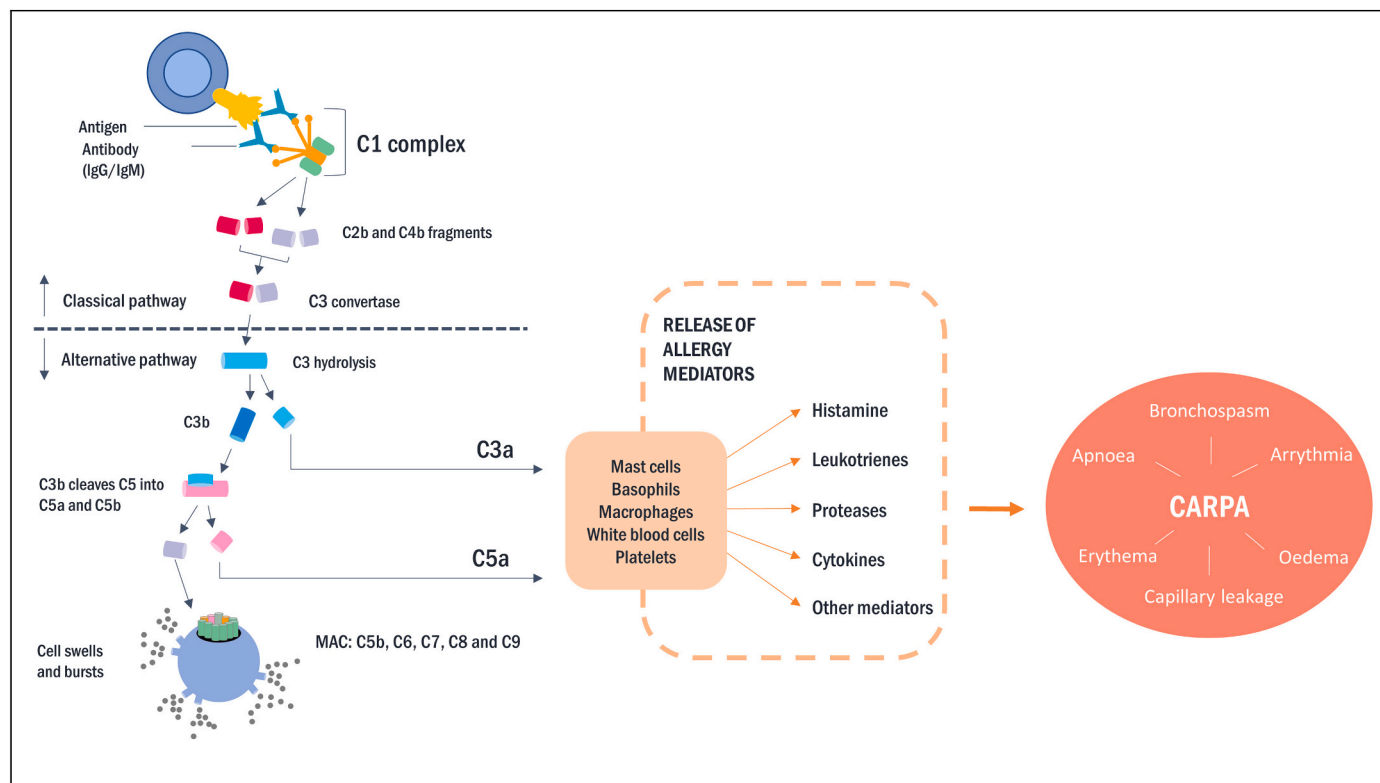 Antigen
Antibody
(IgG/IgM)
C1 complex
C2b and C4b fragments
Classical pathway
C3 convertase
Alternative pathway
C3 hydrolysis
C3b
C3a
C3b cleaves C5 into
C5a and C5b
C5a
Cell swells
and bursts
MAC: C5b, C6, C7, C8 and C9
RELEASE OF
ALLERGY
MEDIATORS
Mast cells
Basophils
Macrophages
White blood cells
Platelets
Histamine
Leukotrienes
Proteases
Cytokines
Other mediators
Bronchospasm
Apnoea
Arrythmia
CARPA
Erythema
Oedema
Capillary leakage